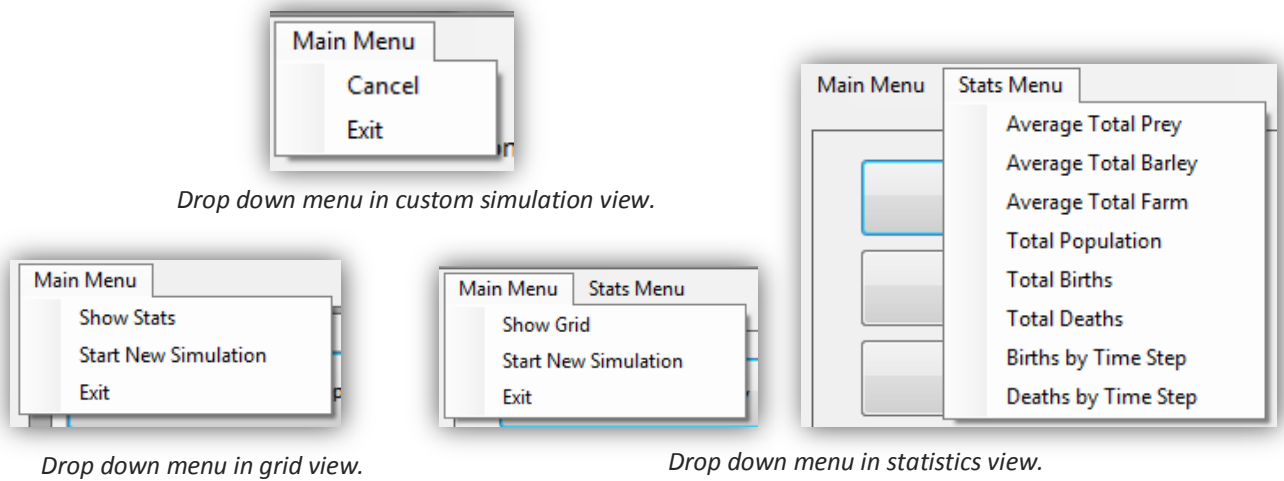 Main Menu
Cancel
Exit
Drop down menu in custom simulation view.
Main Menu
Show Stats
Start New Simulation
Exit
Drop down menu in grid view.
Main Menu Stats Menu
Show Grid
Start New Simulation
Exit
Main Menu Stats Menu
Average Total Prey
Average Total Barley
Average Total Farm
Total Population
Total Births
Total Deaths
Births by Time Step
Deaths by Time Step
Drop down menu in statistics view.